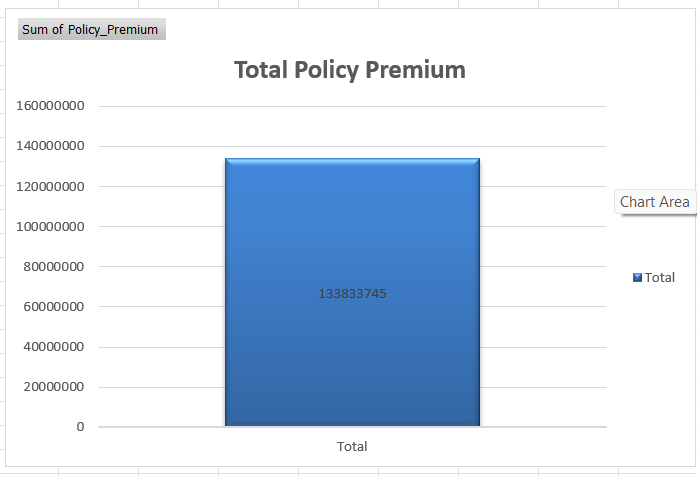 Sum of Policy_Premium
Total Policy Premium
160000000
140000000
120000000
100000000
80000000
60000000
40000000
20000000
0
133833745
Total
Chart Area
Total